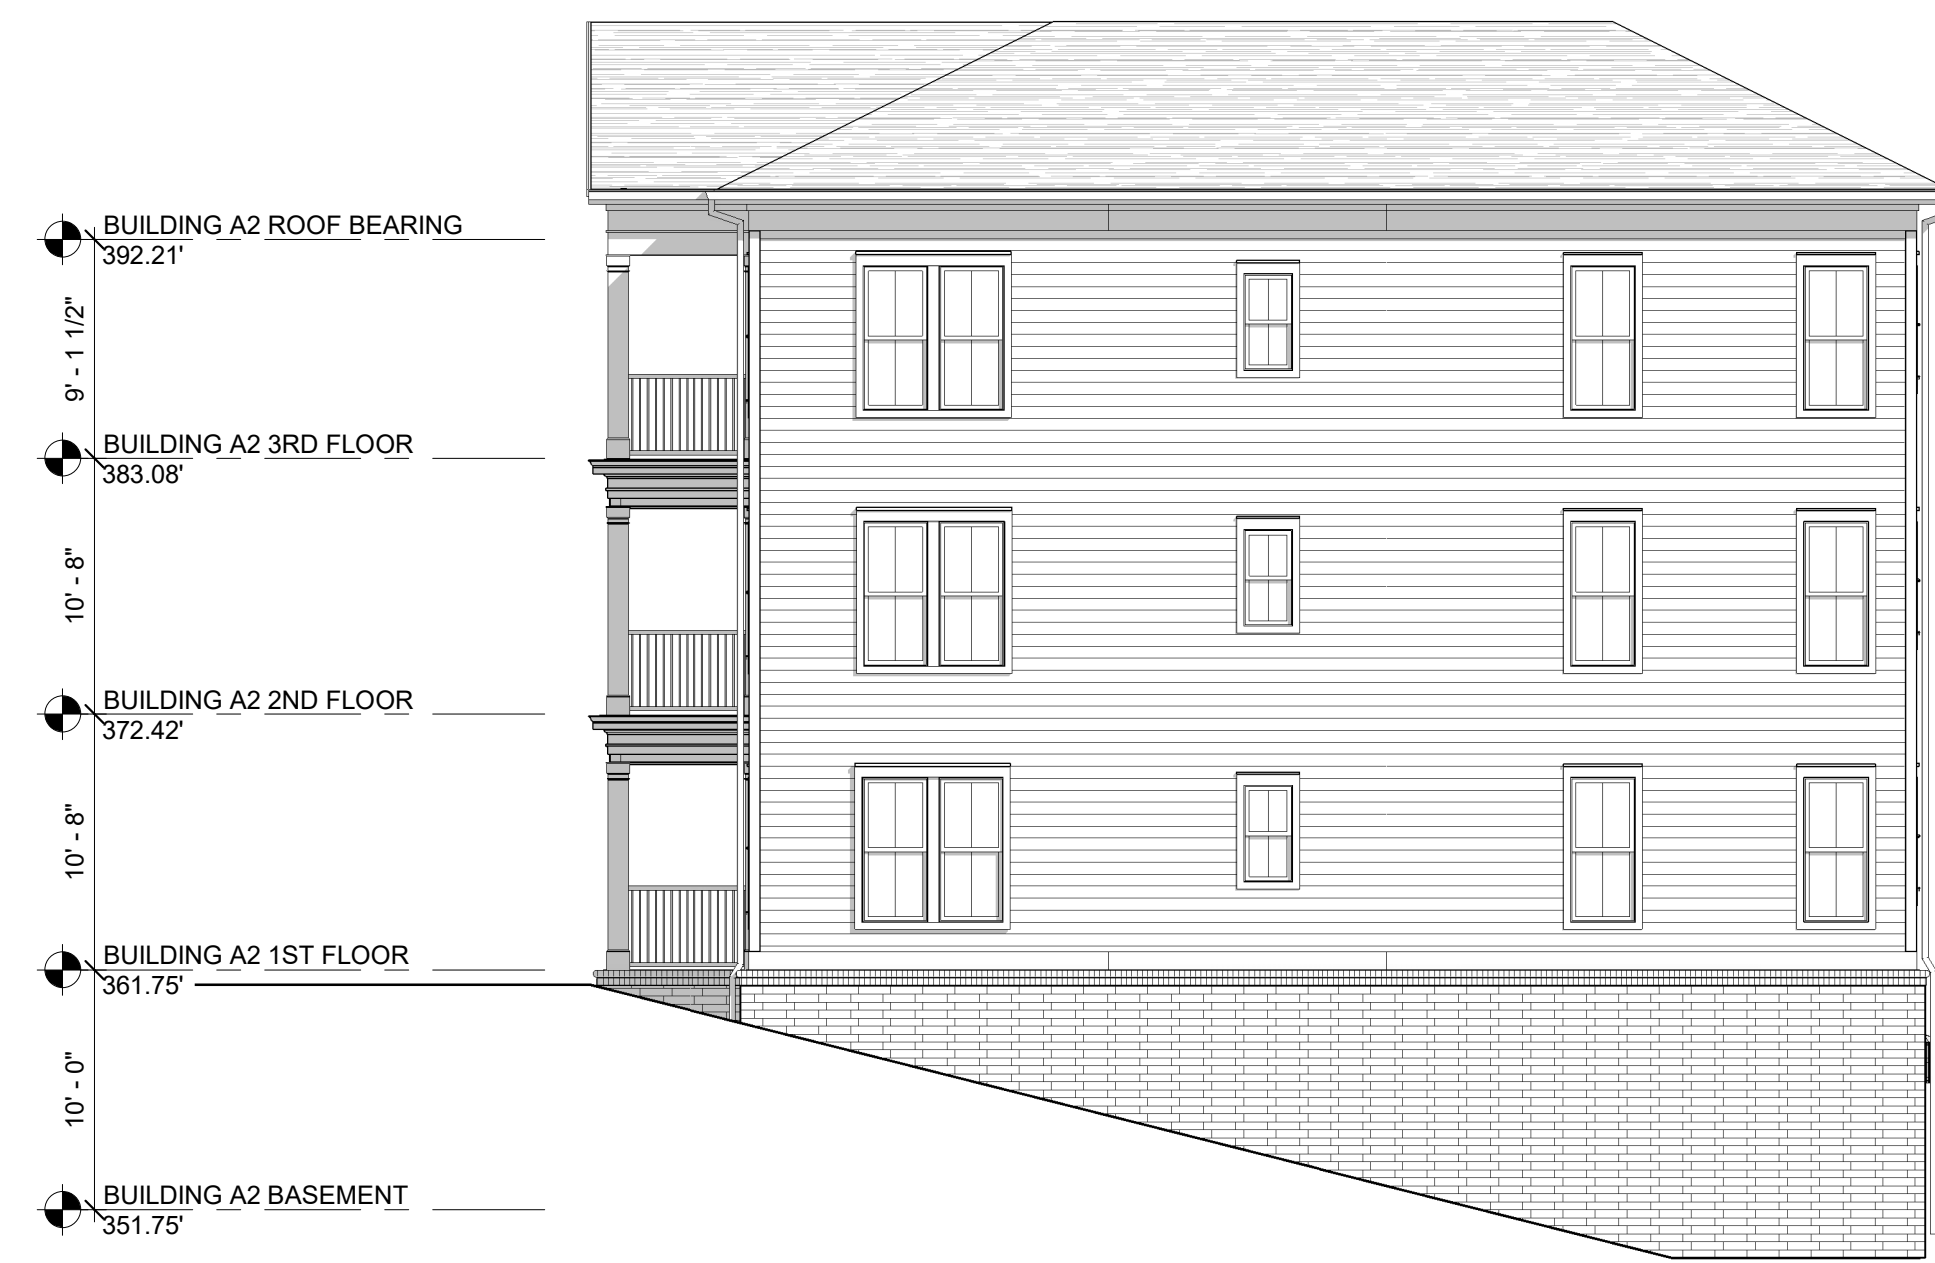 BUILDING A2 ROOF BEARING
392.21'
9' - 1 1/2"
BUILDING A2 3RD FLOOR
383.08'
10' - 8"
BUILDING A2 2ND FLOOR
372.42'
10' - 8"
BUILDING A2 1ST FLOOR
361.75'
10' - 0"
BUILDING A2 BASEMENT
351.75'